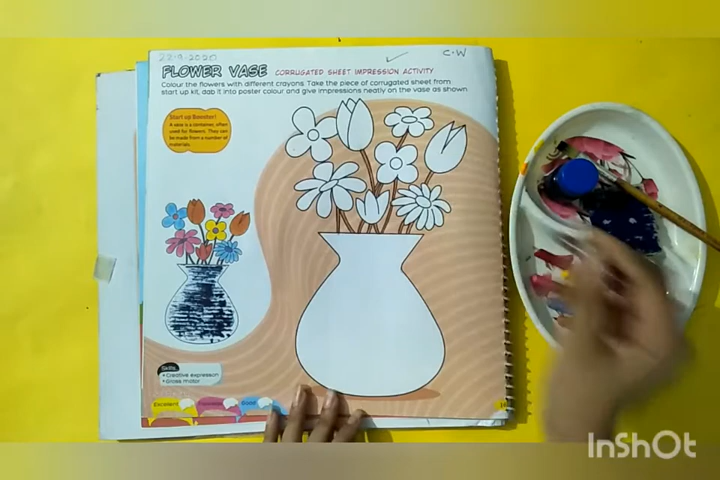 22.9.2020
C.W
FLOWER VASE CORRUGATED SHEET IMPRESSION ACTIVITY
Colour the flowers with different crayons. Take the piece of corrugated sheet from
start up kit, dab it into poster colour and give impressions neatly on the vase as shown
Start up Booster!
A vase is a container, often
used for flowers. They can
be made from a number of
materials.
Skills:
• Creative expression
• Gross motor
Excellent
Good
InShOt